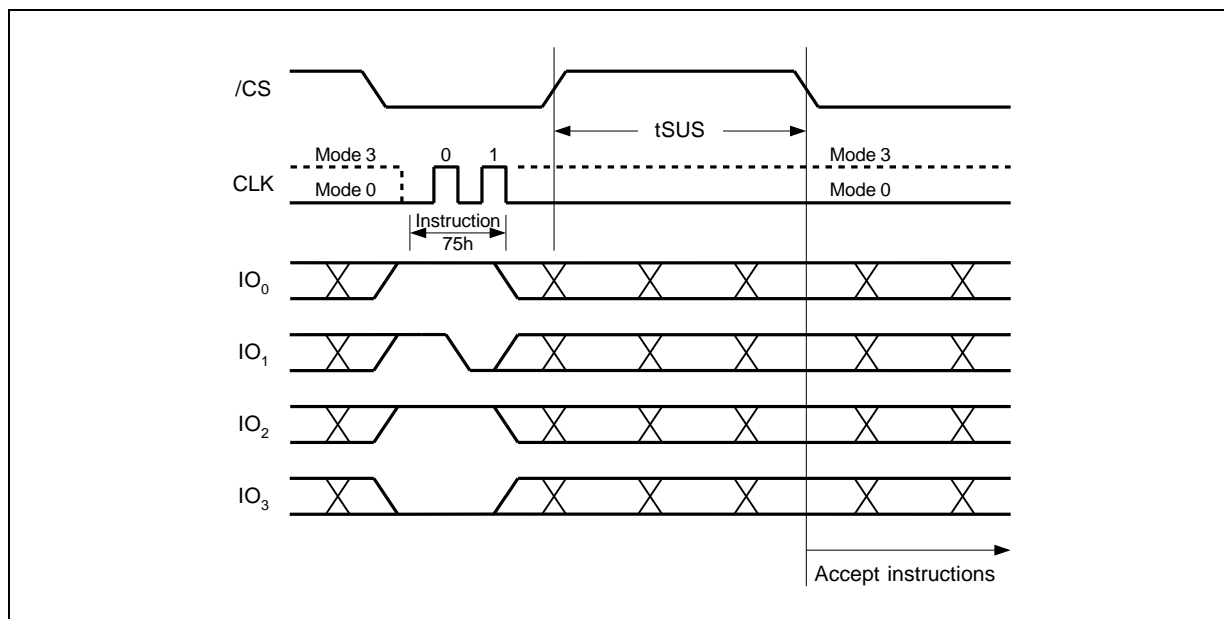 /CS
tSUS
Mode 3 0 1 Mode 3
CLK
Mode 0 Mode 0
Instruction
75h
IO0
IO1
IO2
IO3
Accept instructions